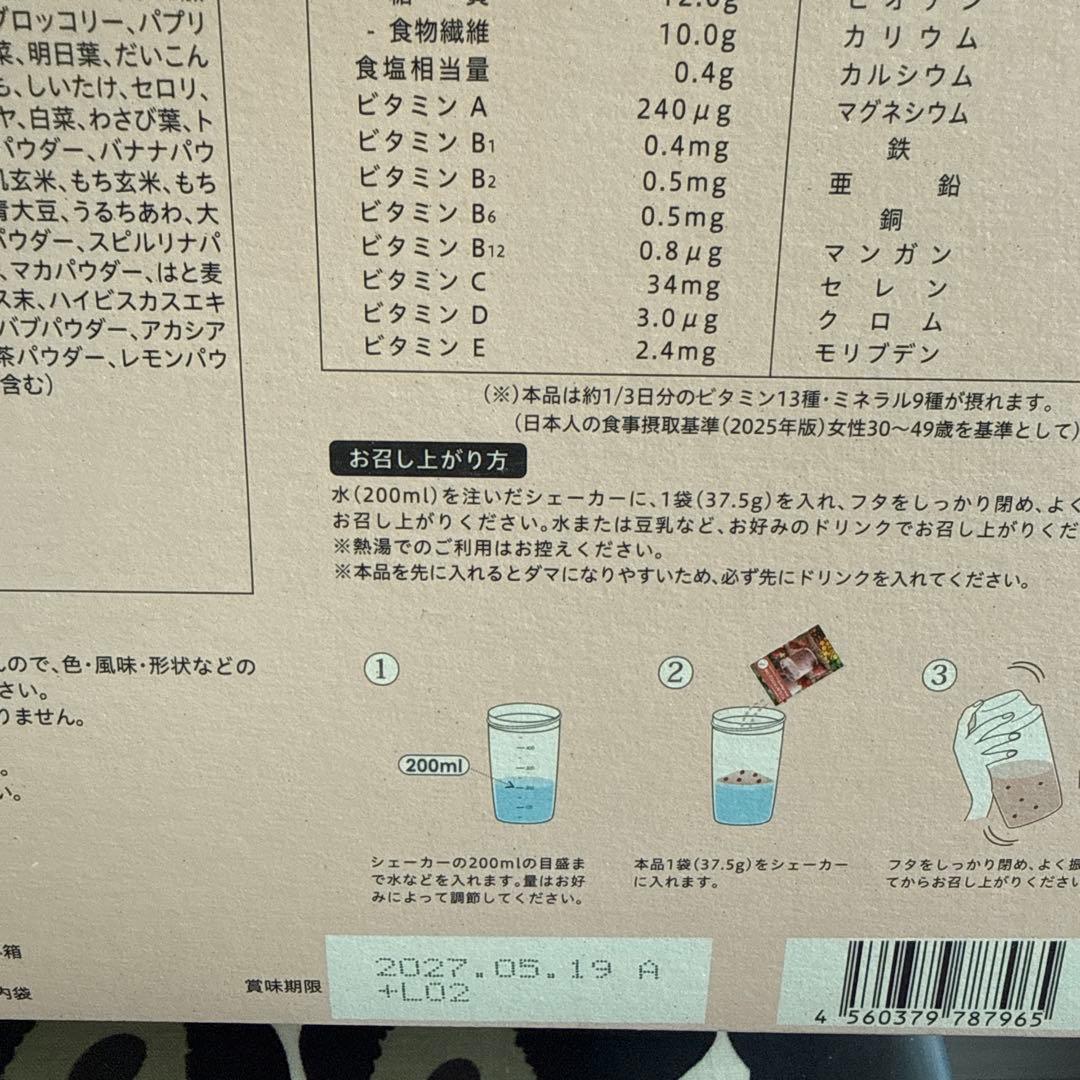 ブロッコリー、パプリ
菜、明日葉、だいこん
も、しいたけ、セロリ、
ヤ、白菜、わさび葉、ト
パウダー、バナナパウ
玄米、もち玄米、もち
青大豆、うるちあわ、大
パウダー、スピルリナパ
、マカパウダー、はと麦
ス末、ハイビスカスエキ
バブパウダー、アカシア
茶パウダー、レモンパウ
含む)
糖質 12.0g
- 食物繊維 10.0g
食塩相当量 0.4g
ビタミン A 240μg
ビタミン B1 0.4mg
ビタミン B2 0.5mg
ビタミン B6 0.5mg
ビタミン B12 0.8μg
ビタミン C 34mg
ビタミン D 3.0μg
ビタミン E 2.4mg
ビオチン
カリウム
カルシウム
マグネシウム
鉄
亜鉛
銅
マンガン
セレン
クロム
モリブデン
(※)本品は約1/3日分のビタミン13種・ミネラル9種が摂れます。
(日本人の食事摂取基準(2025年版)女性30〜49歳を基準として)
お召し上がり方
水(200ml)を注いだシェーカーに、1袋(37.5g)を入れ、フタをしっかり閉め、よく
お召し上がりください。水または豆乳など、お好みのドリンクでお召し上がりくだ
※熱湯でのご利用はお控えください。
※本品を先に入れるとダマになりやすいため、必ず先にドリンクを入れてください。
んので、色・風味・形状などの
さい。
りません。
。
い。
①
200ml
シェーカーの200mlの目盛ま
で水などを入れます。量はお好
みによって調節してください。
②
本品1袋(37.5g)をシェーカー
に入れます。
③
フタをしっかり閉め、よく振
てからお召し上がりください
箱
内袋
賞味期限
2027.05.19 A
+L02
4 560379 787965